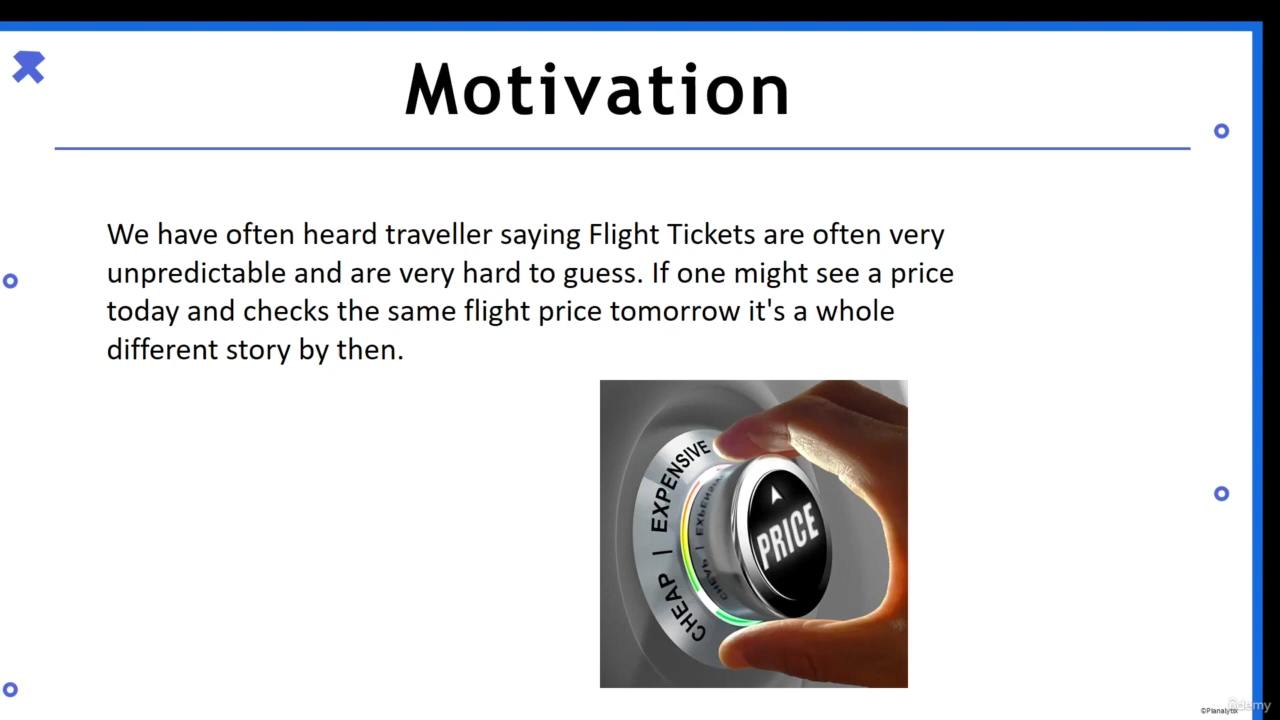 Motivation
We have often heard traveller saying Flight Tickets are often very
unpredictable and are very hard to guess. If one might see a price
today and checks the same flight price tomorrow it's a whole
different story by then.
EXPENSIVE
|
CHEAP
PRICE
©Pianalytix
ûdemy